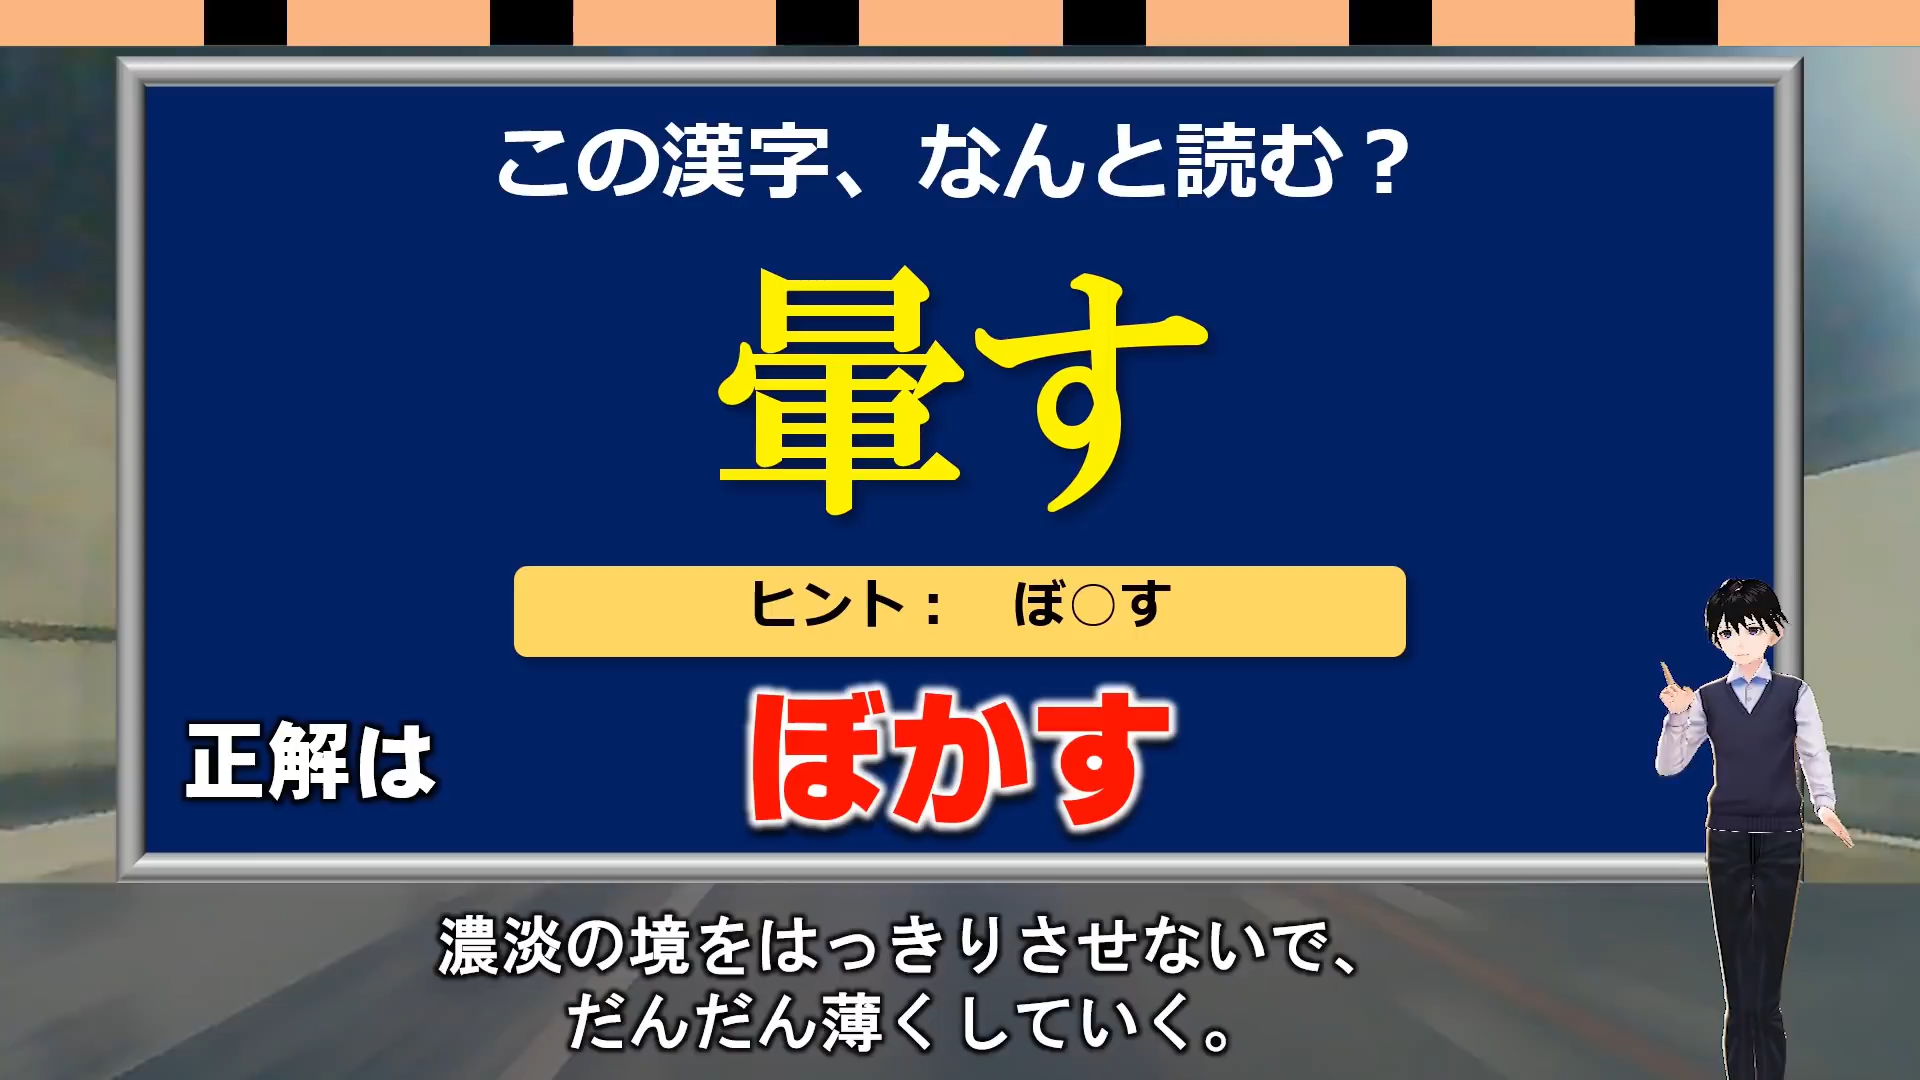 この漢字、なんと読む？
暈す
ヒント：　ぼ○す
正解は
ぼかす
濃淡の境をはっきりさせないで、
だんだん薄くしていく。